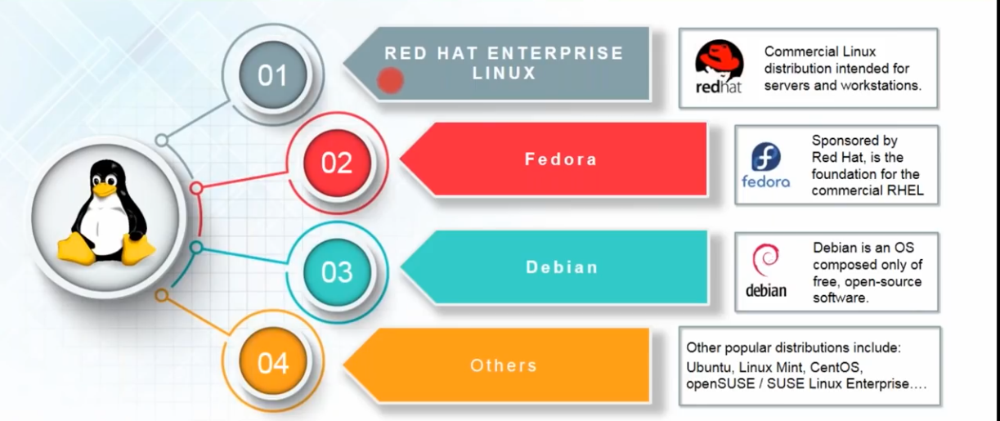 01
RED HAT ENTERPRISE
LINUX
redhat
Commercial Linux
distribution intended for
servers and workstations.
02
Fedora
fedora
Sponsored by
Red Hat, is the
foundation for the
commercial RHEL
03
Debian
debian
Debian is an OS
composed only of
free, open-source
software.
04
Others
Other popular distributions include:
Ubuntu, Linux Mint, CentOS,
openSUSE / SUSE Linux Enterprise….